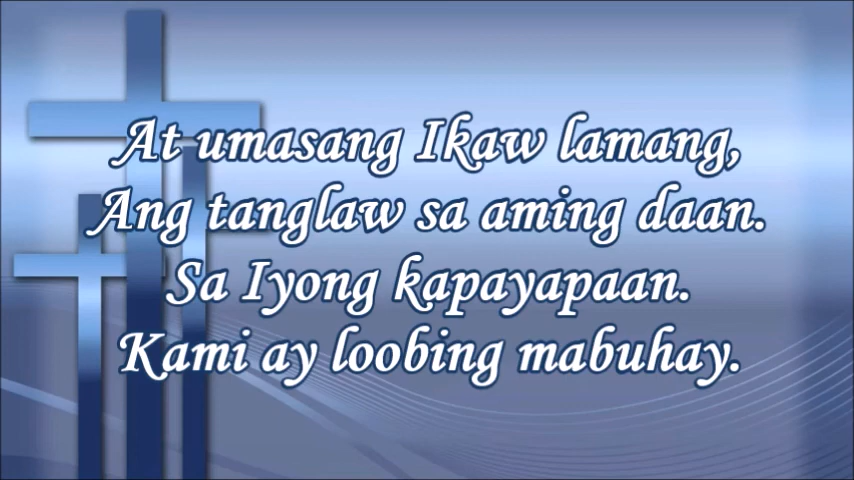 At umasang Ikaw lamang,
Ang tanglaw sa aming daan.
Sa Iyong kapayapaan.
Kami ay loobing mabuhay.